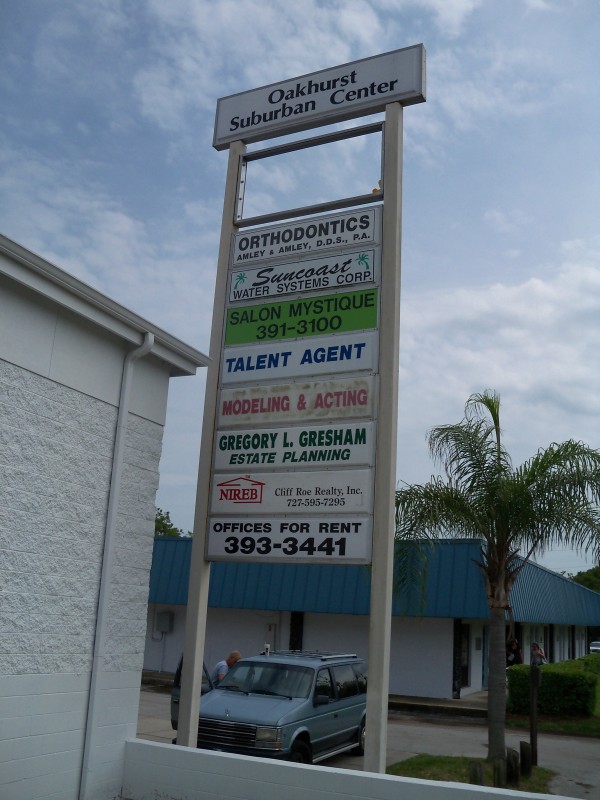 Oakhurst
Suburban Center
ORTHODONTICS
AMLEY & AMLEY, D.D.S., P.A.
Suncoast
WATER SYSTEMS CORP.
SALON MYSTIQUE
391-3100
TALENT AGENT
MODELING & ACTING
GREGORY L. GRESHAM
ESTATE PLANNING
NIREB
Cliff Roe Realty, Inc.
727-595-7295
OFFICES FOR RENT
393-3441